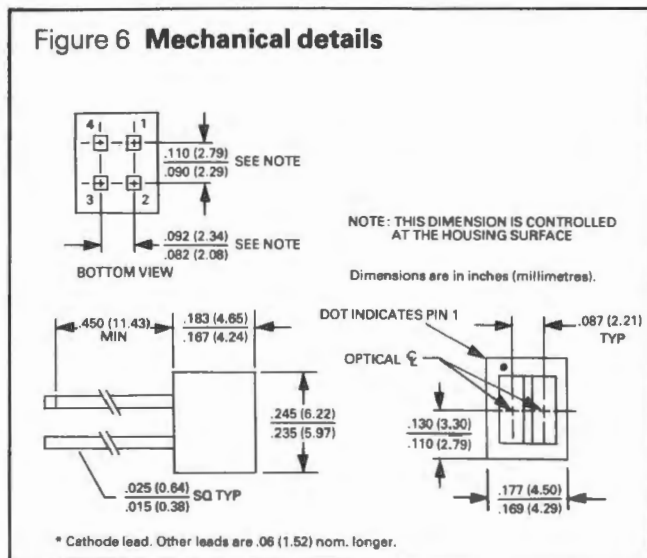 Figure 6 Mechanical details
4 1
3 2
.110 (2.79)
.090 (2.29)
SEE NOTE
.092 (2.34)
.082 (2.08)
SEE NOTE
BOTTOM VIEW
NOTE: THIS DIMENSION IS CONTROLLED
AT THE HOUSING SURFACE
Dimensions are in inches (millimetres).
.450 (11.43)
MIN
.183 (4.65)
.167 (4.24)
.245 (6.22)
.235 (5.97)
.025 (0.64)
.015 (0.38)
SQ TYP
DOT INDICATES PIN 1
OPTICAL ℄
.087 (2.21)
TYP
.130 (3.30)
.110 (2.79)
.177 (4.50)
.169 (4.29)
* Cathode lead. Other leads are .06 (1.52) nom. longer.